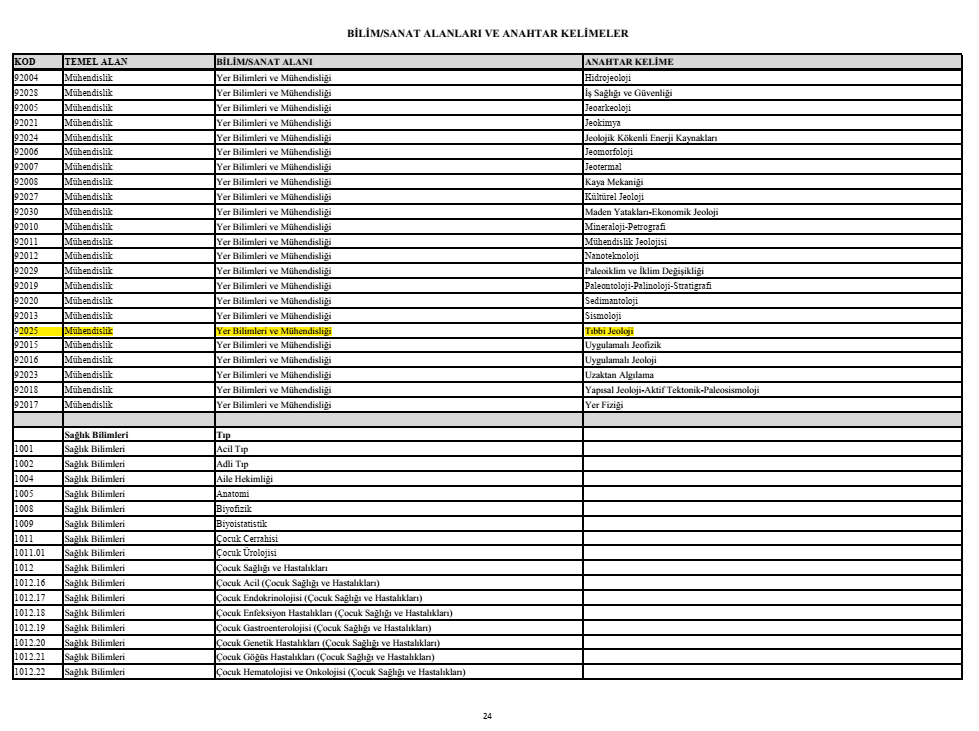 BİLİM/SANAT ALANLARI VE ANAHTAR KELİMELER
KOD TEMEL ALAN BİLİM/SANAT ALANI ANAHTAR KELİME
92004 Mühendislik Yer Bilimleri ve Mühendisliği Hidrojeoloji
92028 Mühendislik Yer Bilimleri ve Mühendisliği İş Sağlığı ve Güvenliği
92005 Mühendislik Yer Bilimleri ve Mühendisliği Jeoarkeoloji
92021 Mühendislik Yer Bilimleri ve Mühendisliği Jeokimya
92024 Mühendislik Yer Bilimleri ve Mühendisliği Jeolojik Kökenli Enerji Kaynakları
92006 Mühendislik Yer Bilimleri ve Mühendisliği Jeomorfoloji
92007 Mühendislik Yer Bilimleri ve Mühendisliği Jeotermal
92008 Mühendislik Yer Bilimleri ve Mühendisliği Kaya Mekaniği
92027 Mühendislik Yer Bilimleri ve Mühendisliği Kültürel Jeoloji
92030 Mühendislik Yer Bilimleri ve Mühendisliği Maden Yatakları-Ekonomik Jeoloji
92010 Mühendislik Yer Bilimleri ve Mühendisliği Mineraloji-Petrografi
92011 Mühendislik Yer Bilimleri ve Mühendisliği Mühendislik Jeolojisi
92012 Mühendislik Yer Bilimleri ve Mühendisliği Nanoteknoloji
92029 Mühendislik Yer Bilimleri ve Mühendisliği Paleoiklim ve İklim Değişikliği
92019 Mühendislik Yer Bilimleri ve Mühendisliği Paleontoloji-Palinoloji-Stratigrafi
92020 Mühendislik Yer Bilimleri ve Mühendisliği Sedimantoloji
92013 Mühendislik Yer Bilimleri ve Mühendisliği Sismoloji
92025 Mühendislik Yer Bilimleri ve Mühendisliği Tıbbi Jeoloji
92015 Mühendislik Yer Bilimleri ve Mühendisliği Uygulamalı Jeofizik
92016 Mühendislik Yer Bilimleri ve Mühendisliği Uygulamalı Jeoloji
92023 Mühendislik Yer Bilimleri ve Mühendisliği Uzaktan Algılama
92018 Mühendislik Yer Bilimleri ve Mühendisliği Yapısal Jeoloji-Aktif Tektonik-Paleosismoloji
92017 Mühendislik Yer Bilimleri ve Mühendisliği Yer Fiziği
Sağlık Bilimleri Tıp
1001 Sağlık Bilimleri Acil Tıp
1002 Sağlık Bilimleri Adli Tıp
1004 Sağlık Bilimleri Aile Hekimliği
1005 Sağlık Bilimleri Anatomi
1008 Sağlık Bilimleri Biyofizik
1009 Sağlık Bilimleri Biyoistatistik
1011 Sağlık Bilimleri Çocuk Cerrahisi
1011.01 Sağlık Bilimleri Çocuk Ürolojisi
1012 Sağlık Bilimleri Çocuk Sağlığı ve Hastalıkları
1012.16 Sağlık Bilimleri Çocuk Acil (Çocuk Sağlığı ve Hastalıkları)
1012.17 Sağlık Bilimleri Çocuk Endokrinolojisi (Çocuk Sağlığı ve Hastalıkları)
1012.18 Sağlık Bilimleri Çocuk Enfeksiyon Hastalıkları (Çocuk Sağlığı ve Hastalıkları)
1012.19 Sağlık Bilimleri Çocuk Gastroenterolojisi (Çocuk Sağlığı ve Hastalıkları)
1012.20 Sağlık Bilimleri Çocuk Genetik Hastalıkları (Çocuk Sağlığı ve Hastalıkları)
1012.21 Sağlık Bilimleri Çocuk Göğüs Hastalıkları (Çocuk Sağlığı ve Hastalıkları)
1012.22 Sağlık Bilimleri Çocuk Hematolojisi ve Onkolojisi (Çocuk Sağlığı ve Hastalıkları)
24